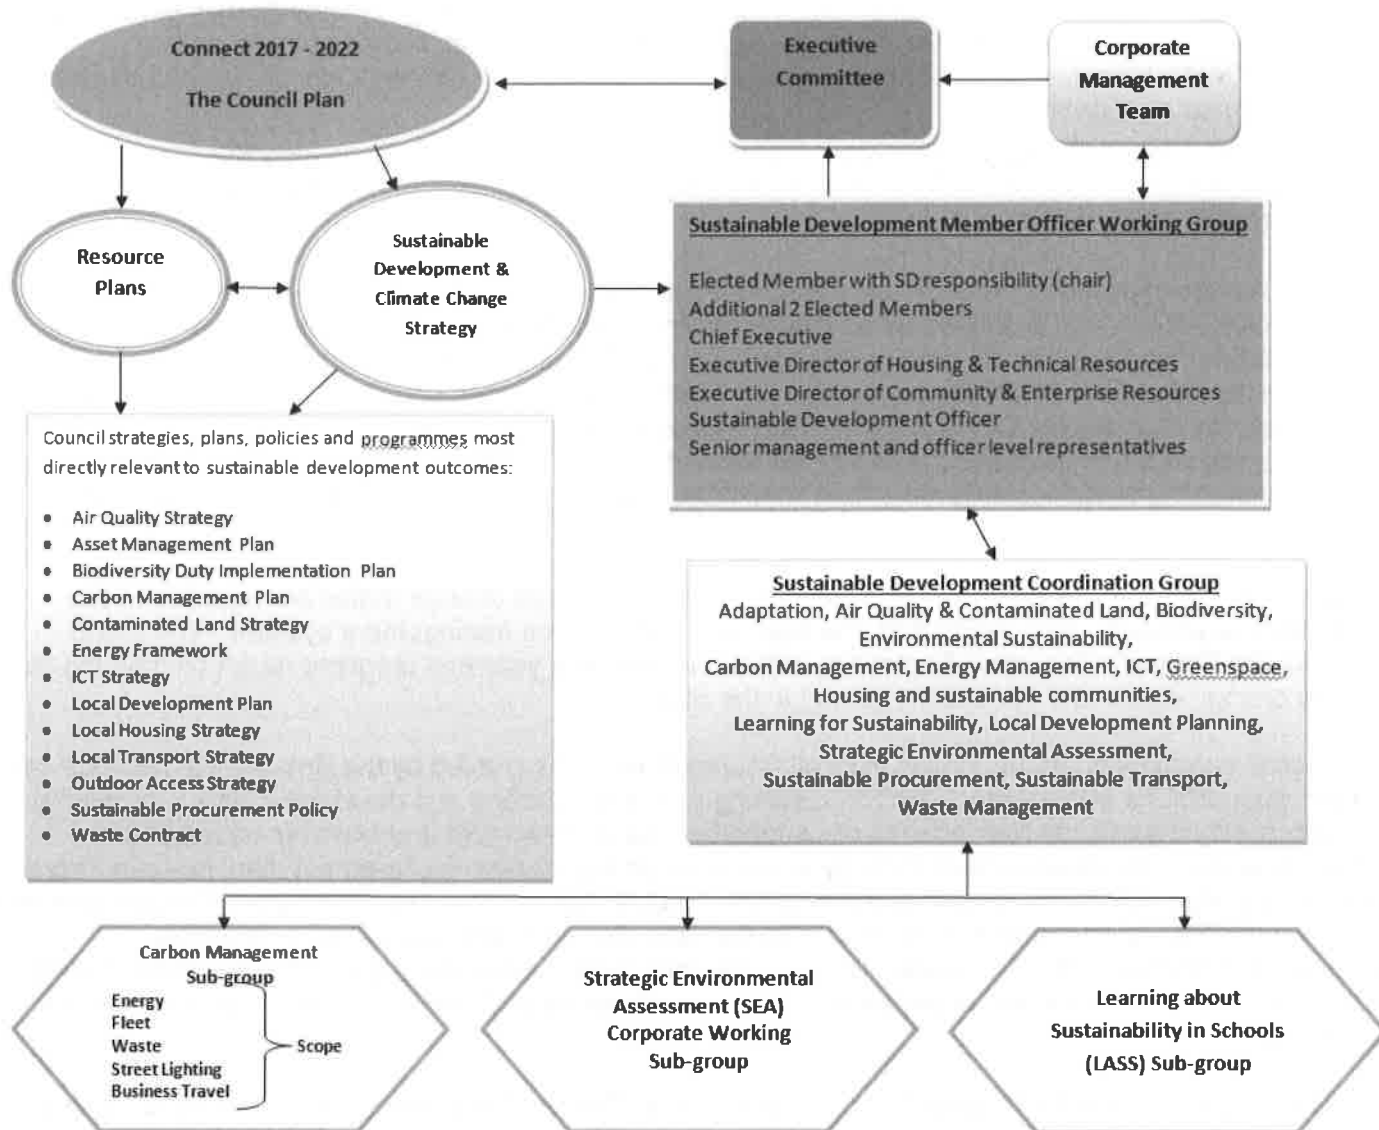 Connect 2017 - 2022
The Council Plan
Executive
Committee
Corporate
Management
Team
Resource
Plans
Sustainable
Development &
Climate Change
Strategy
Sustainable Development Member Officer Working Group
Elected Member with SD responsibility (chair)
Additional 2 Elected Members
Chief Executive
Executive Director of Housing & Technical Resources
Executive Director of Community & Enterprise Resources
Sustainable Development Officer
Senior management and officer level representatives
Council strategies, plans, policies and programmes most
directly relevant to sustainable development outcomes:
• Air Quality Strategy
• Asset Management Plan
• Biodiversity Duty Implementation Plan
• Carbon Management Plan
• Contaminated Land Strategy
• Energy Framework
• ICT Strategy
• Local Development Plan
• Local Housing Strategy
• Local Transport Strategy
• Outdoor Access Strategy
• Sustainable Procurement Policy
• Waste Contract
Sustainable Development Coordination Group
Adaptation, Air Quality & Contaminated Land, Biodiversity,
Environmental Sustainability,
Carbon Management, Energy Management, ICT, Greenspace,
Housing and sustainable communities,
Learning for Sustainability, Local Development Planning,
Strategic Environmental Assessment,
Sustainable Procurement, Sustainable Transport,
Waste Management
Carbon Management
Sub-group
Energy
Fleet
Waste
Street Lighting
Business Travel
Scope
Strategic Environmental
Assessment (SEA)
Corporate Working
Sub-group
Learning about
Sustainability in Schools
(LASS) Sub-group